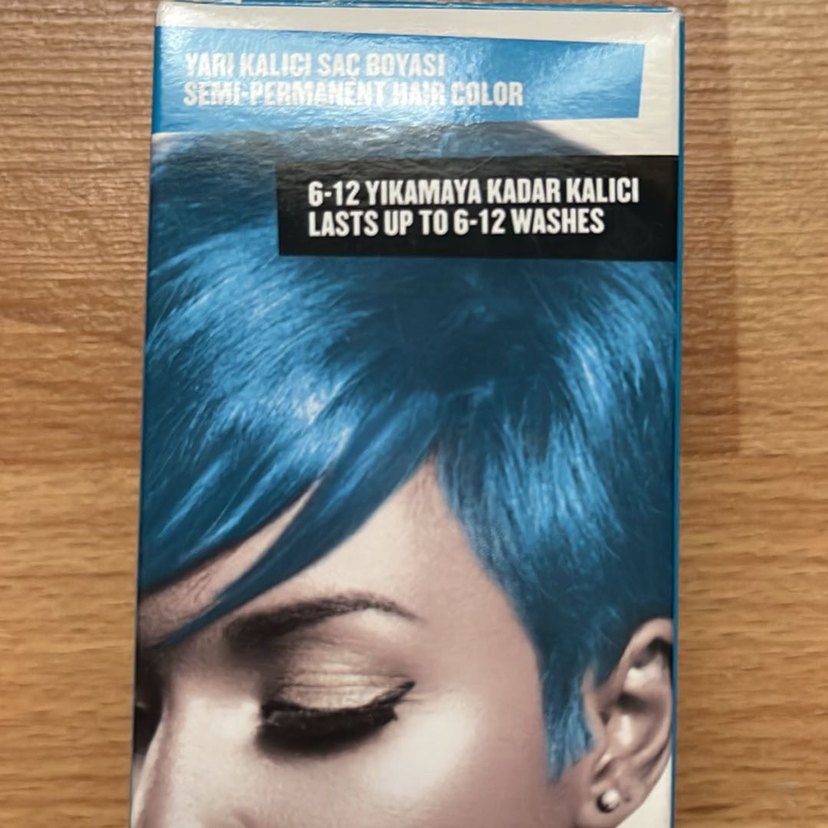 YARI KALICI SAÇ BOYASI
SEMI-PERMANENT HAIR COLOR
6-12 YIKAMAYA KADAR KALICI
LASTS UP TO 6-12 WASHES